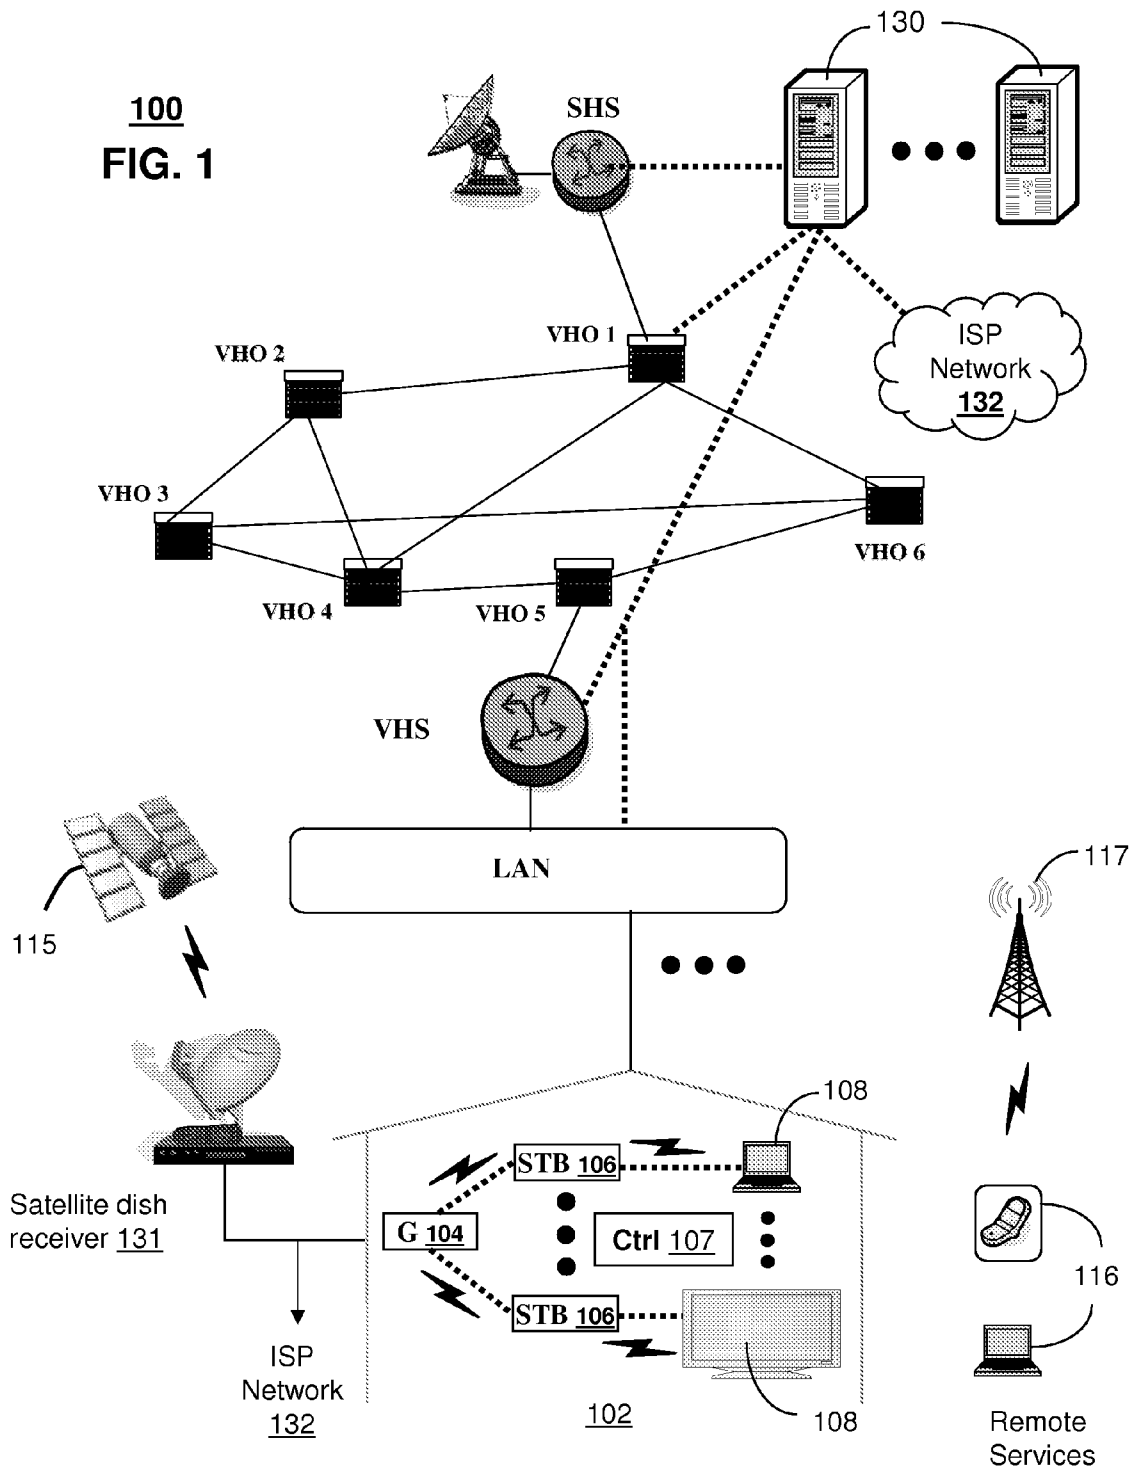 130
100
FIG. 1
SHS
ISP
Network
132
VHO 1
VHO 2
VHO 3
VHO 6
VHO 4
VHO 5
VHS
LAN
117
115
108
STB 106
Satellite dish
receiver 131
G 104
Ctrl 107
116
STB 106
ISP
Network
132
102
108
Remote
Services